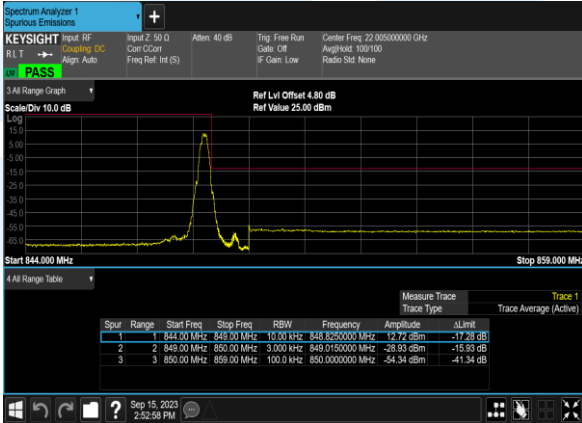 Spectrum Analyzer 1
Spurious Emissions
+
KEYSIGHT Input: RF Input Z: 50 Ω Atten: 40 dB Trig: Free Run Center Freq: 22.005000000 GHz
RLT Coupling: DC Corr CCorr Gate: Off Avg|Hold: 100/100
Align: Auto Freq Ref: Int (S) IF Gain: Low Radio Std: None
PASS
3 All Range Graph
Ref Lvl Offset 4.80 dB
Scale/Div 10.0 dB Ref Value 25.00 dBm
Log
15.0
5.00
-5.00
-15.0
-25.0
-35.0
-45.0
-55.0
-65.0
Start 844.000 MHz Stop 859.000 MHz
4 All Range Table
Measure Trace Trace 1
Trace Type Trace Average (Active)
Spur Range Start Freq Stop Freq RBW Frequency Amplitude ΔLimit
1 1 844.00 MHz 849.00 MHz 10.00 kHz 848.8250000 MHz 12.72 dBm -17.28 dB
2 2 849.00 MHz 850.00 MHz 3.000 kHz 849.0150000 MHz -28.93 dBm -15.93 dB
3 3 850.00 MHz 859.00 MHz 100.0 kHz 850.0000000 MHz -54.34 dBm -41.34 dB
? Sep 15, 2023
2:52:58 PM